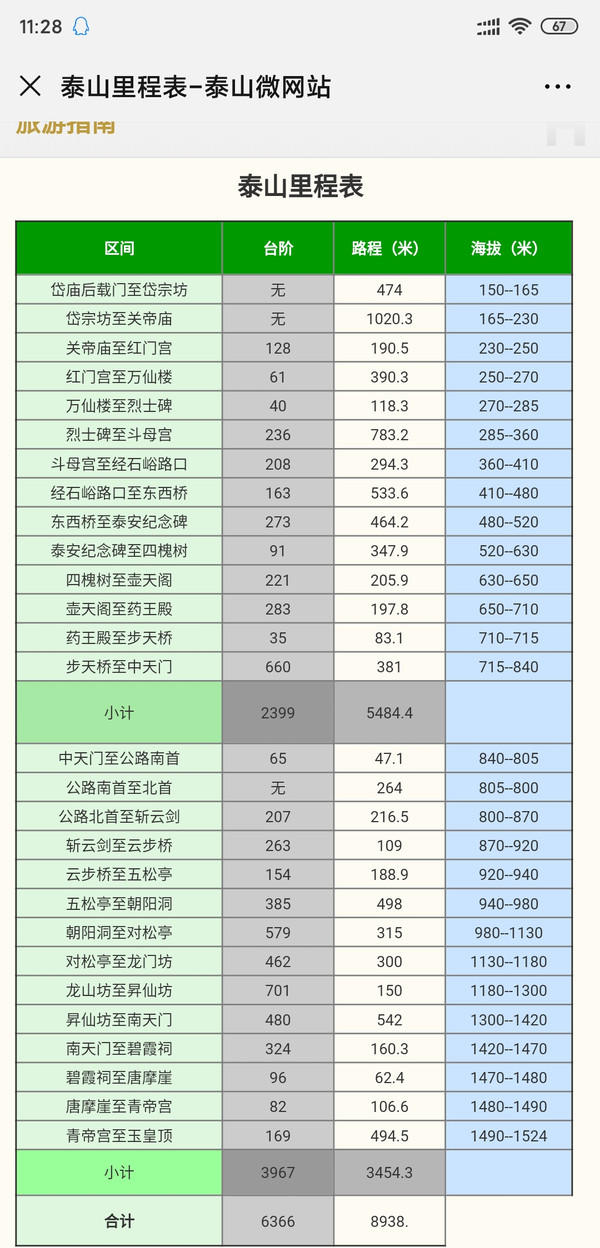 11:28 67
泰山里程表-泰山微网站
旅游指南
泰山里程表
区间 台阶 路程（米） 海拔（米）
岱庙后载门至岱宗坊 无 474 150--165
岱宗坊至关帝庙 无 1020.3 165--230
关帝庙至红门宫 128 190.5 230--250
红门宫至万仙楼 61 390.3 250--270
万仙楼至烈士碑 40 118.3 270--285
烈士碑至斗母宫 236 783.2 285--360
斗母宫至经石峪路口 208 294.3 360--410
经石峪路口至东西桥 163 533.6 410--480
东西桥至泰安纪念碑 273 464.2 480--520
泰安纪念碑至四槐树 91 347.9 520--630
四槐树至壶天阁 221 205.9 630--650
壶天阁至药王殿 283 197.8 650--710
药王殿至步天桥 35 83.1 710--715
步天桥至中天门 660 381 715--840
小计 2399 5484.4
中天门至公路南首 65 47.1 840--805
公路南首至北首 无 264 805--800
公路北首至斩云剑 207 216.5 800--870
斩云剑至云步桥 263 109 870--920
云步桥至五松亭 154 188.9 920--940
五松亭至朝阳洞 385 498 940--980
朝阳洞至对松亭 579 315 980--1130
对松亭至龙门坊 462 300 1130--1180
龙山坊至昇仙坊 701 150 1180--1300
昇仙坊至南天门 480 542 1300--1420
南天门至碧霞祠 324 160.3 1420--1470
碧霞祠至唐摩崖 96 62.4 1470--1480
唐摩崖至青帝宫 82 106.6 1480--1490
青帝宫至玉皇顶 169 494.5 1490--1524
小计 3967 3454.3
合计 6366 8938.